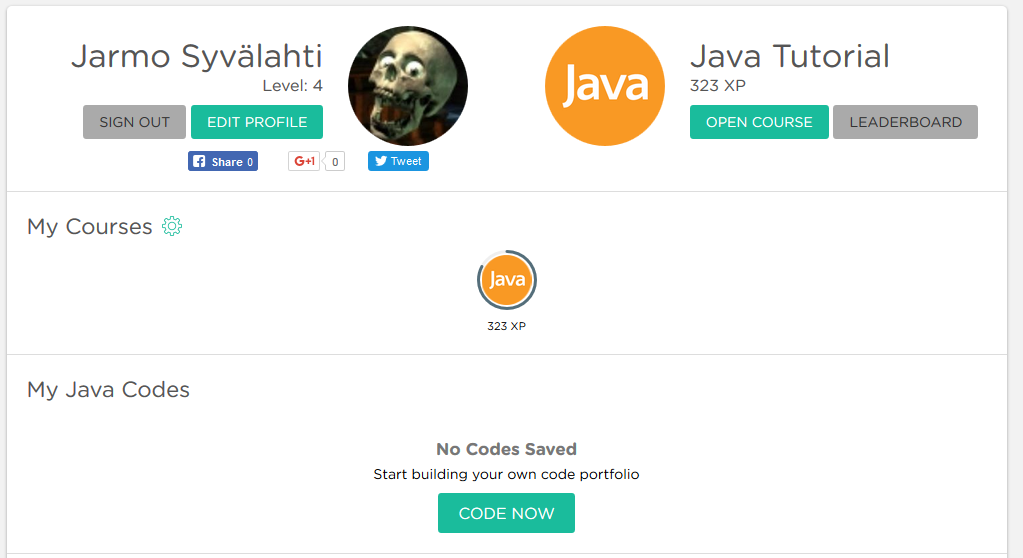 Jarmo Syvälahti
Level: 4
SIGN OUT
EDIT PROFILE
Share 0
G+1
0
Tweet
Java
Java Tutorial
323 XP
OPEN COURSE
LEADERBOARD
My Courses
Java
323 XP
My Java Codes
No Codes Saved
Start building your own code portfolio
CODE NOW